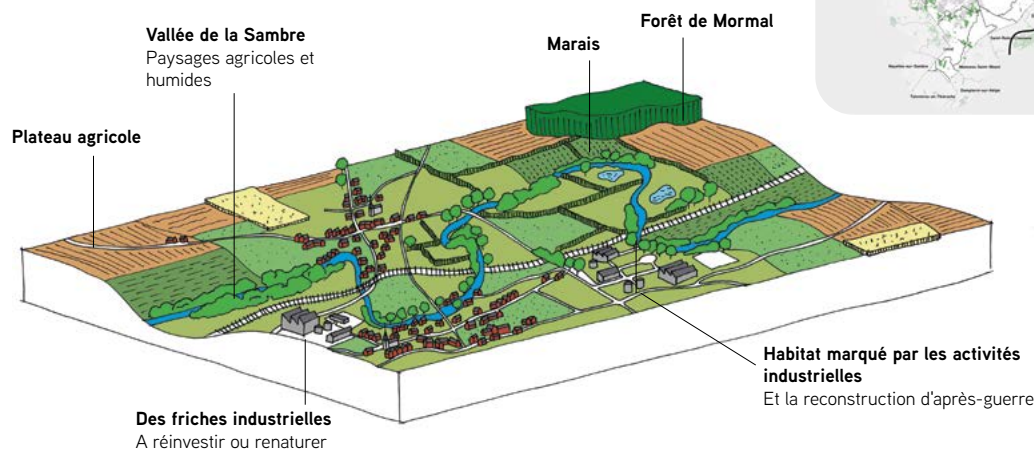 Forêt de Mormal
Vallée de la Sambre
Paysages agricoles et
humides
Marais
Plateau agricole
Habitat marqué par les activités
industrielles
Et la reconstruction d'après-guerre
Des friches industrielles
A réinvestir ou renaturer